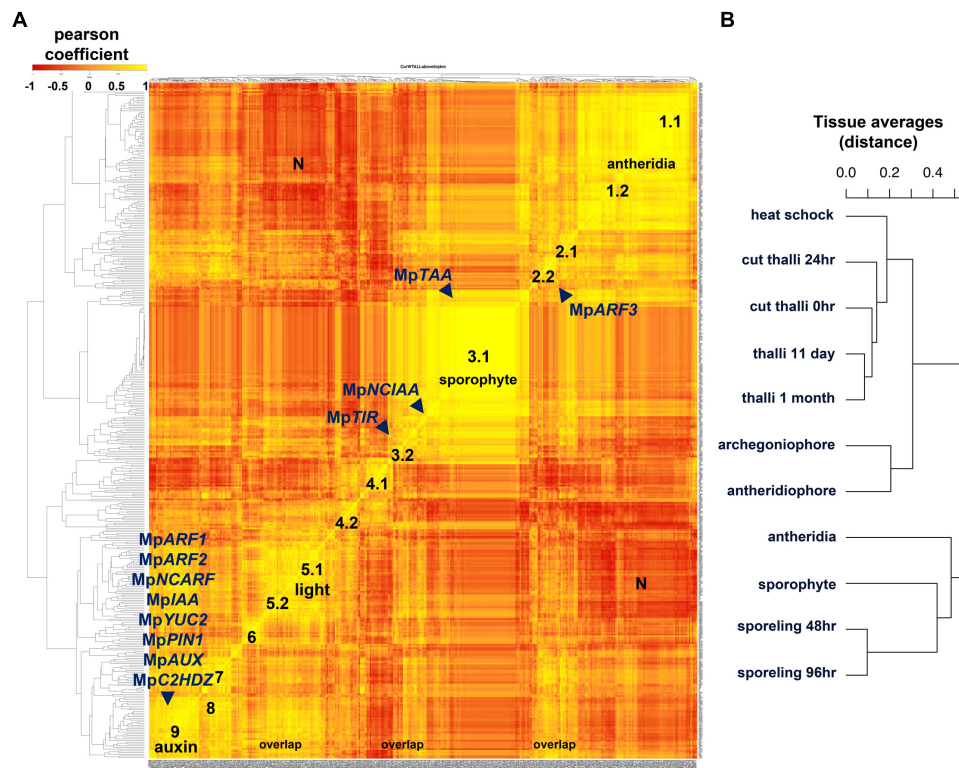 A
B
pearson
coefficient
-1 -0.5 0 0.5 1
CorWTALLabonetripkm
1.1
N
antheridia
1.2
2.1
2.2
MpTAA
MpARF3
3.1
sporophyte
MpNCIAA
MpTIR
3.2
4.1
4.2
MpARF1
MpARF2
MpNCARF
MpIAA
MpYUC2
MpPIN1
MpAUX
MpC2HDZ
5.1
light
N
5.2
6
7
8
9
auxin
overlap overlap overlap
Tissue averages
(distance)
0.0 0.2 0.4
heat schock
cut thalli 24hr
cut thalli 0hr
thalli 11 day
thalli 1 month
archegoniophore
antheridiophore
antheridia
sporophyte
sporeling 48hr
sporeling 96hr